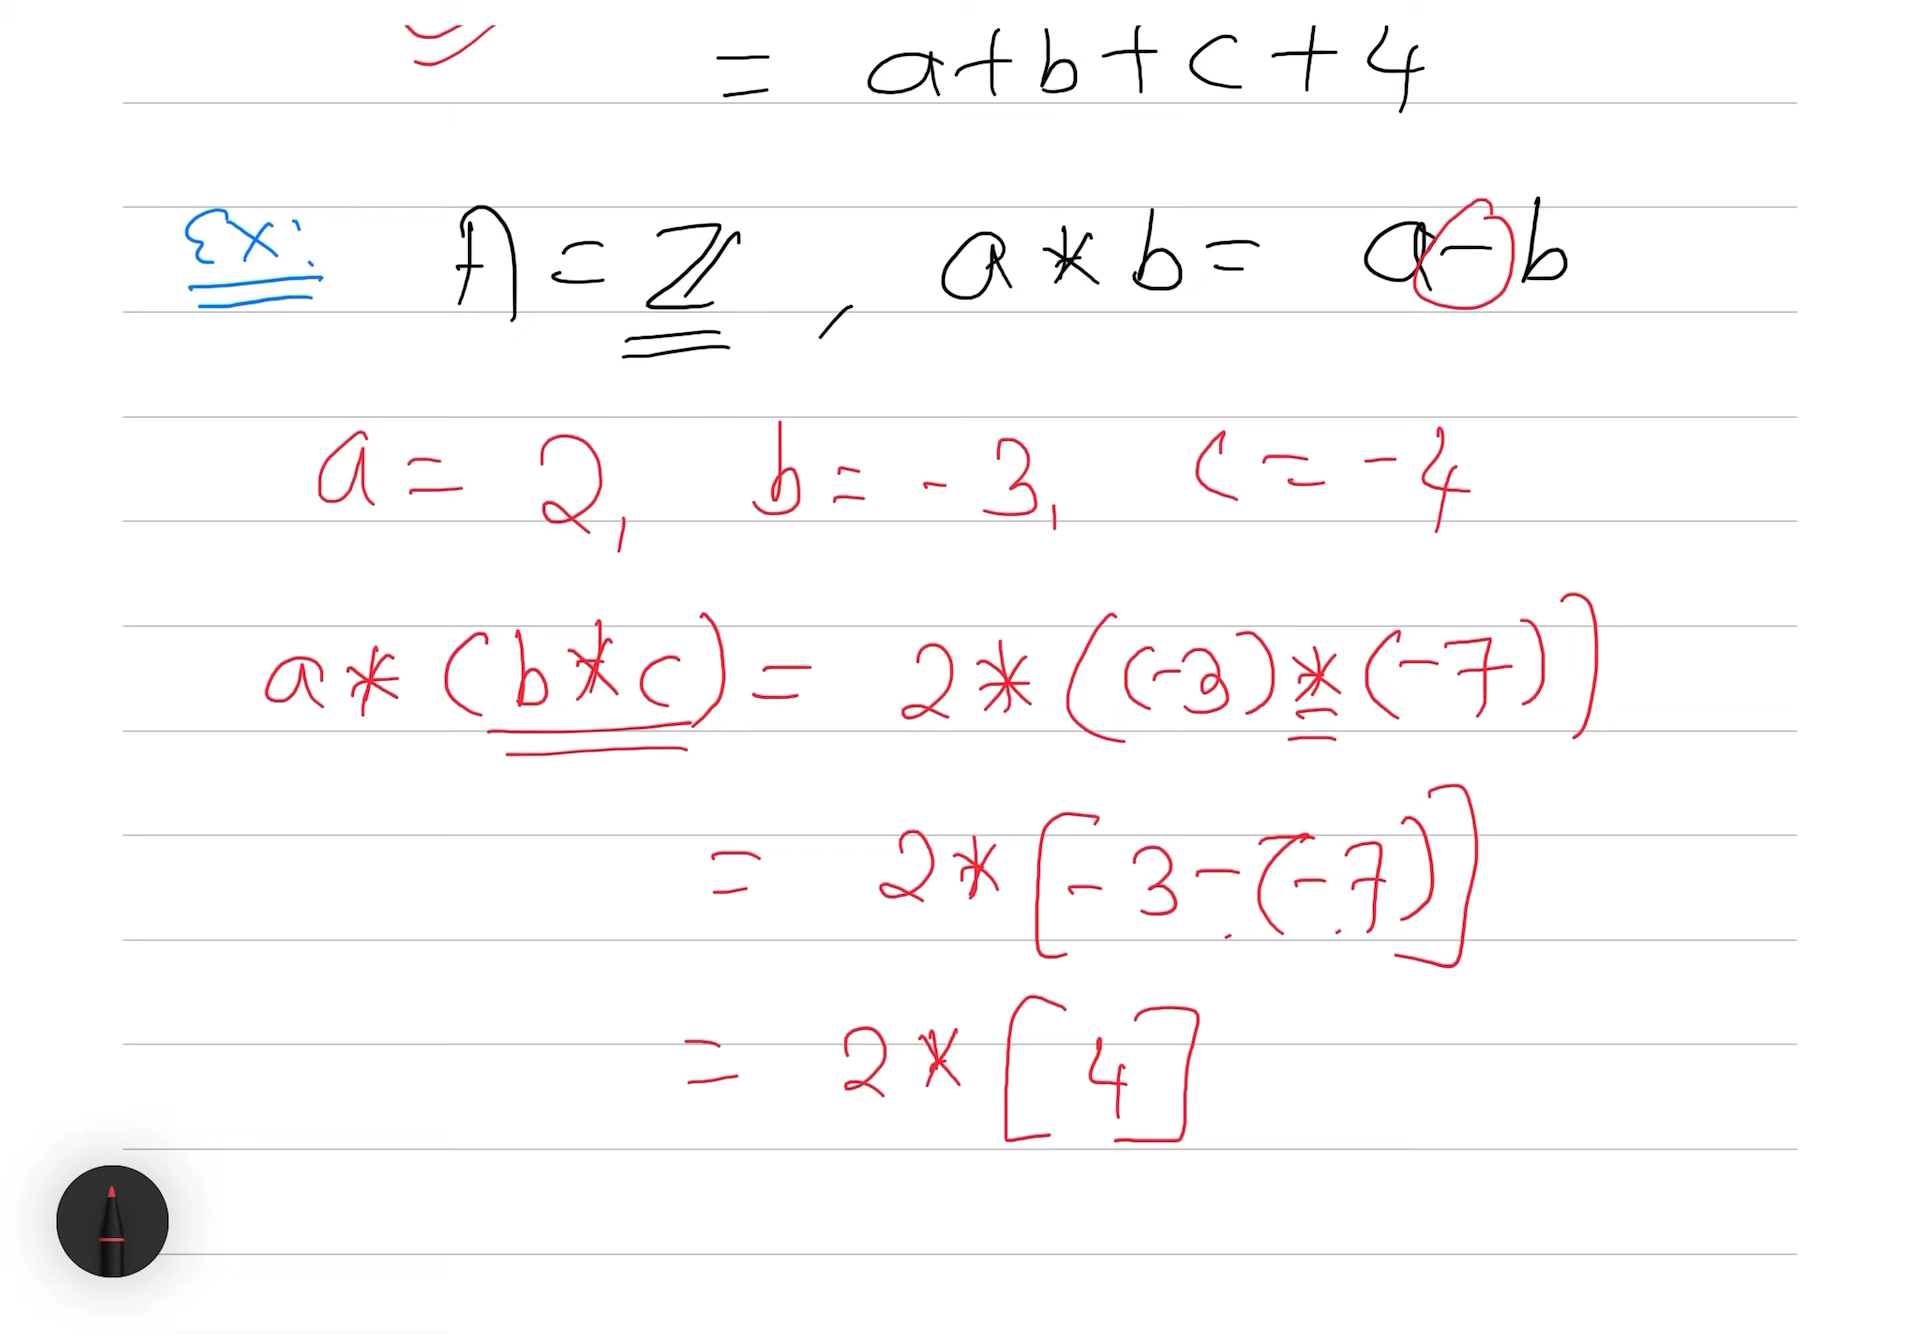 = a+b+c+4
Ex: A = ℤ, a * b = a-b
a = 2, b = -3, c = -4
a * (b * c) = 2 * ((-3) * (-7))
= 2 * [-3-(-7)]
= 2 * [4]